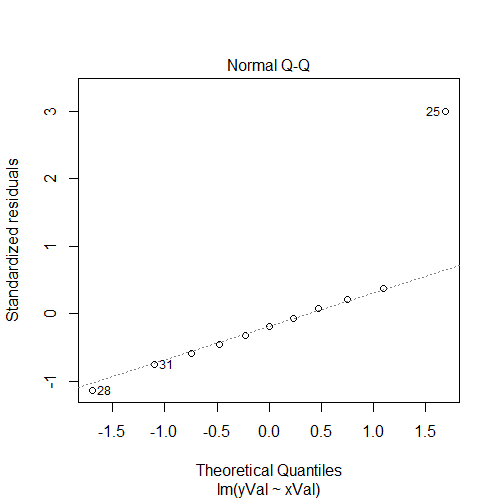 Normal Q-Q
Standardized residuals
3
2
1
0
-1
25
31
28
-1.5 -1.0 -0.5 0.0 0.5 1.0 1.5
Theoretical Quantiles
lm(yVal ~ xVal)